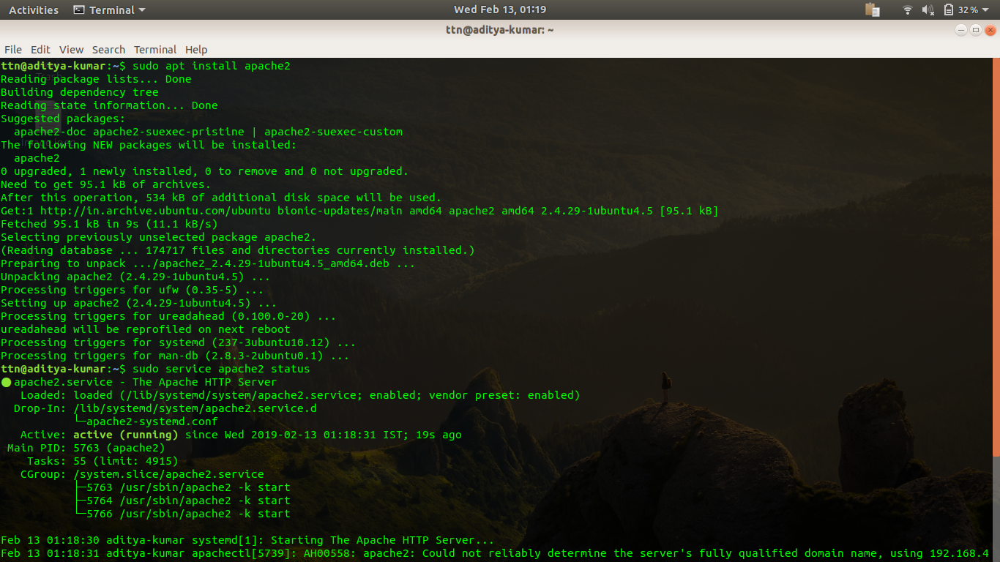 Activities Terminal Wed Feb 13, 01:19 32%
ttn@aditya-kumar: ~
File Edit View Search Terminal Help
ttn@aditya-kumar:~$ sudo apt install apache2
Reading package lists... Done
Building dependency tree
Reading state information... Done
Suggested packages:
  apache2-doc apache2-suexec-pristine | apache2-suexec-custom
The following NEW packages will be installed:
  apache2
0 upgraded, 1 newly installed, 0 to remove and 0 not upgraded.
Need to get 95.1 kB of archives.
After this operation, 534 kB of additional disk space will be used.
Get:1 http://in.archive.ubuntu.com/ubuntu bionic-updates/main amd64 apache2 amd64 2.4.29-1ubuntu4.5 [95.1 kB]
Fetched 95.1 kB in 9s (11.1 kB/s)
Selecting previously unselected package apache2.
(Reading database ... 174717 files and directories currently installed.)
Preparing to unpack .../apache2_2.4.29-1ubuntu4.5_amd64.deb ...
Unpacking apache2 (2.4.29-1ubuntu4.5) ...
Processing triggers for ufw (0.35-5) ...
Setting up apache2 (2.4.29-1ubuntu4.5) ...
Processing triggers for ureadahead (0.100.0-20) ...
ureadahead will be reprofiled on next reboot
Processing triggers for systemd (237-3ubuntu10.12) ...
Processing triggers for man-db (2.8.3-2ubuntu0.1) ...
ttn@aditya-kumar:~$ sudo service apache2 status
● apache2.service - The Apache HTTP Server
   Loaded: loaded (/lib/systemd/system/apache2.service; enabled; vendor preset: enabled)
  Drop-In: /lib/systemd/system/apache2.service.d
           └─apache2-systemd.conf
   Active: active (running) since Wed 2019-02-13 01:18:31 IST; 19s ago
 Main PID: 5763 (apache2)
    Tasks: 55 (limit: 4915)
   CGroup: /system.slice/apache2.service
           ├─5763 /usr/sbin/apache2 -k start
           ├─5764 /usr/sbin/apache2 -k start
           └─5766 /usr/sbin/apache2 -k start
Feb 13 01:18:30 aditya-kumar systemd[1]: Starting The Apache HTTP Server...
Feb 13 01:18:31 aditya-kumar apachectl[5739]: AH00558: apache2: Could not reliably determine the server's fully qualified domain name, using 192.168.4